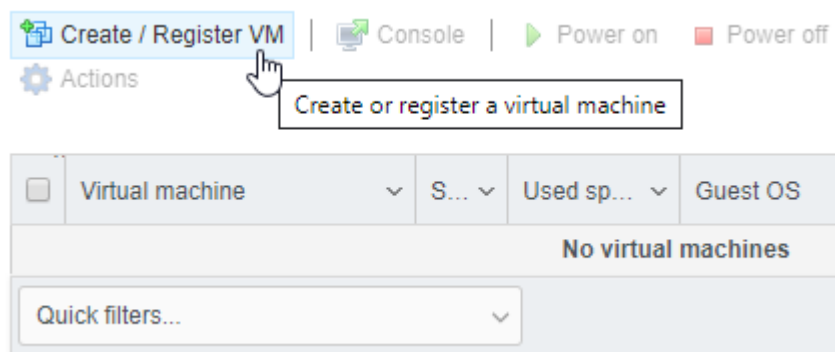 Create / Register VM | Console | Power on Power off
Actions
Create or register a virtual machine
Virtual machine S... Used sp... Guest OS
No virtual machines
Quick filters...